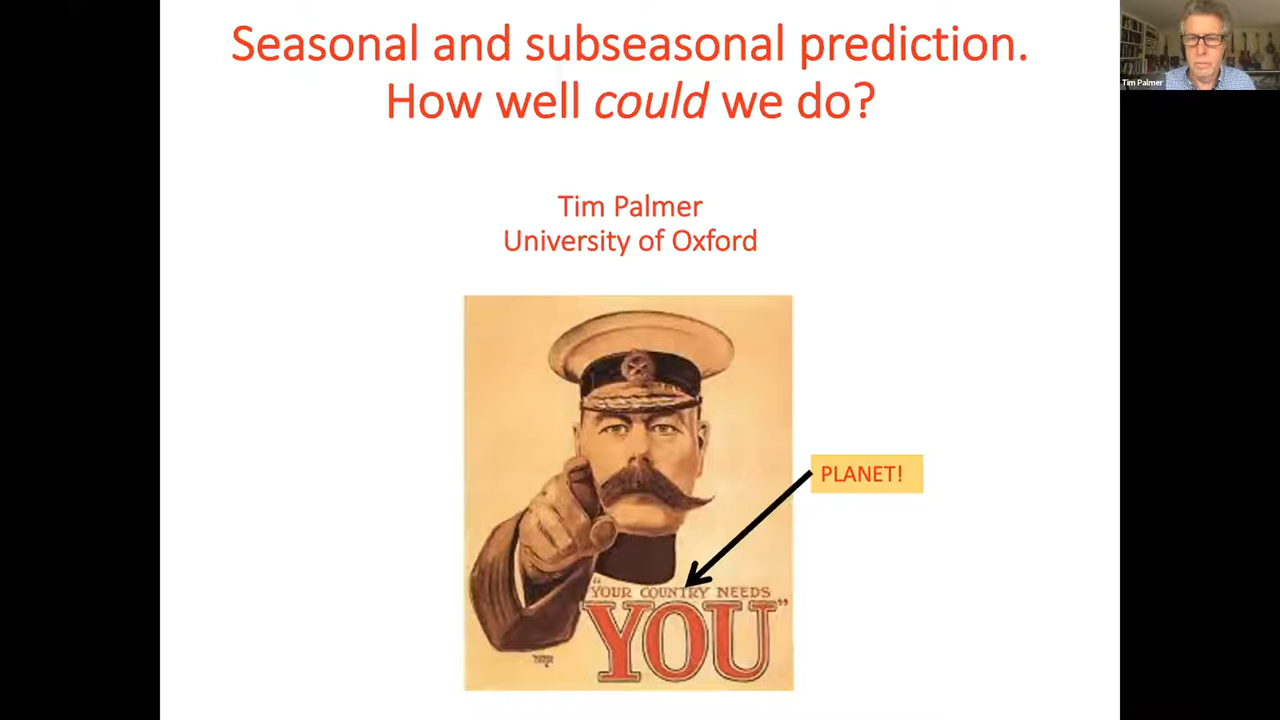 Seasonal and subseasonal prediction.
How well could we do?
Tim Palmer
Tim Palmer
University of Oxford
PLANET!
"YOUR COUNTRY NEEDS
YOU"